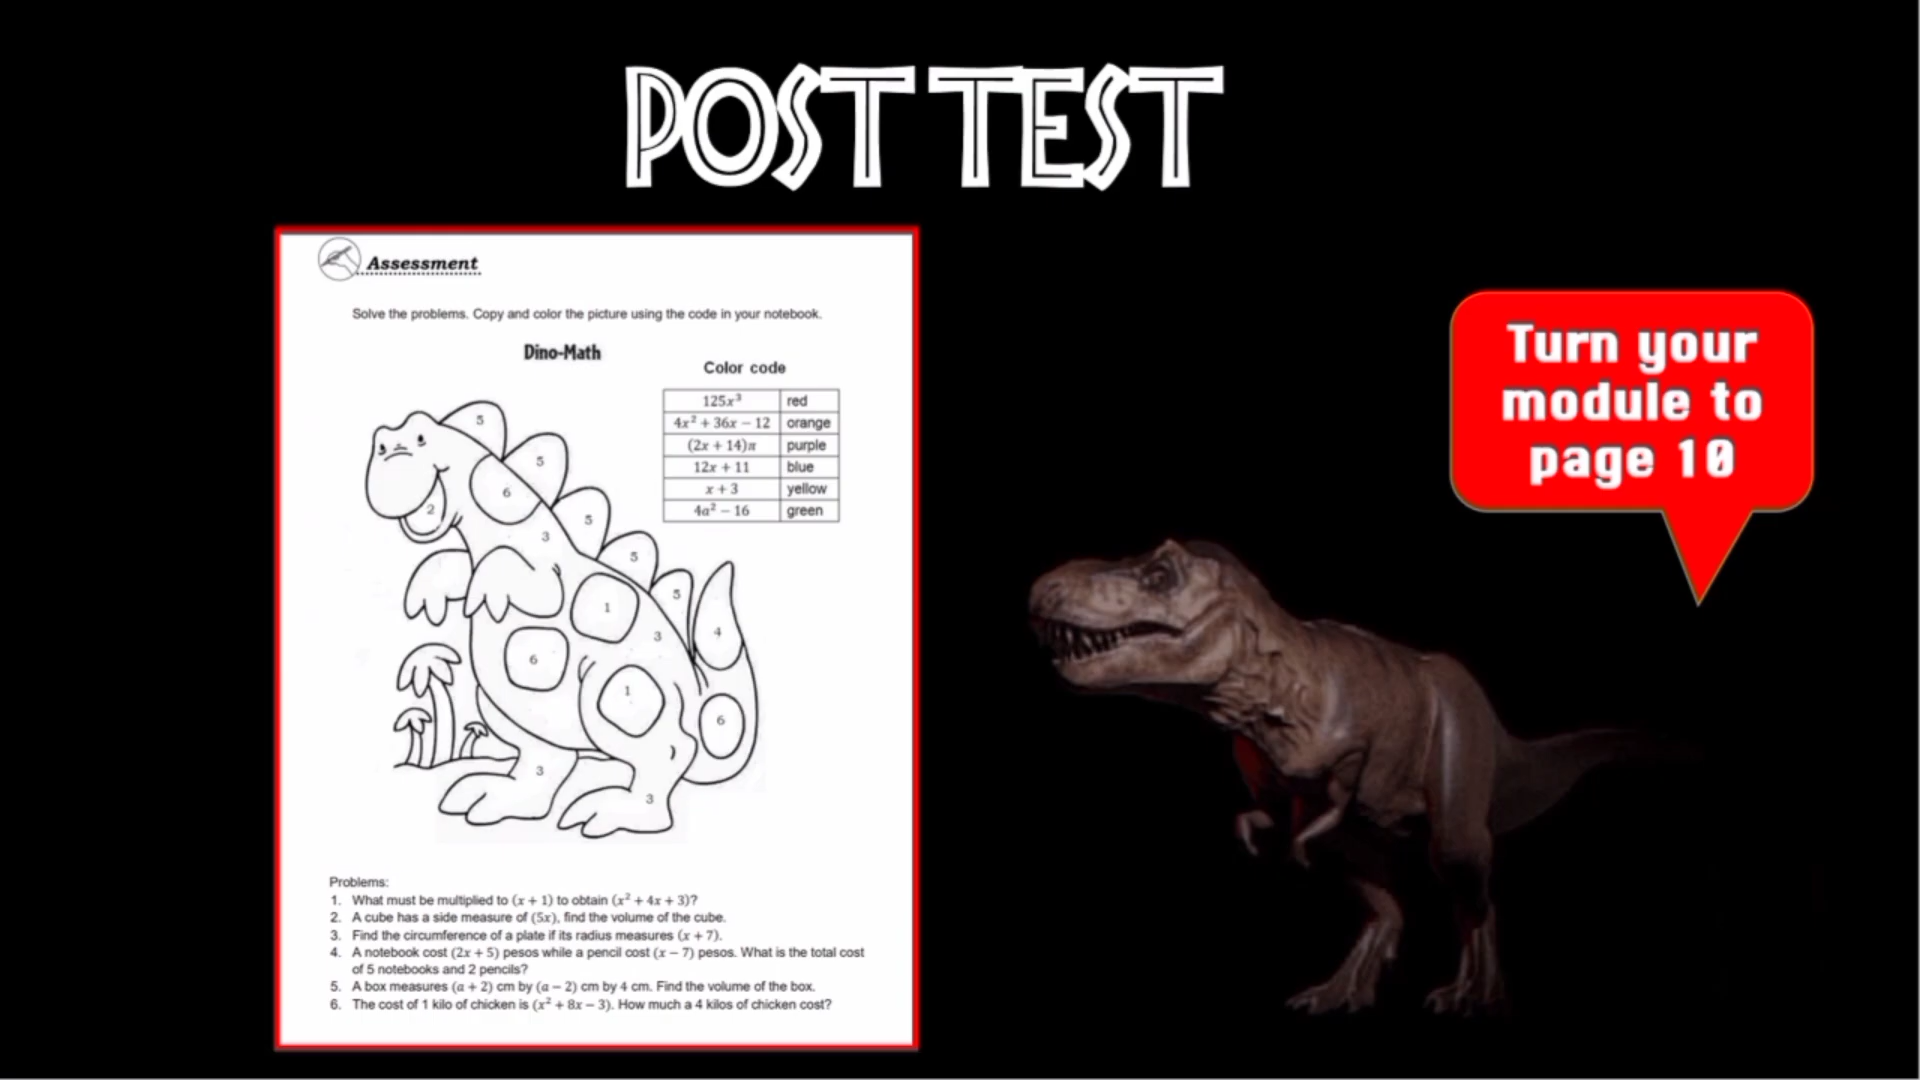 POST TEST
Assessment
Solve the problems. Copy and color the picture using the code in your notebook.
Dino-Math
Color code
125x³ red
4x² + 36x − 12 orange
(2x + 14)π purple
12x + 11 blue
x + 3 yellow
4a² − 16 green
5
5
6
2
5
3
5
5
1
4
3
6
1
6
3
3
Problems:
1. What must be multiplied to (x + 1) to obtain (x² + 4x + 3)?
2. A cube has a side measure of (5x), find the volume of the cube.
3. Find the circumference of a plate if its radius measures (x + 7).
4. A notebook cost (2x + 5) pesos while a pencil cost (x − 7) pesos. What is the total cost
of 5 notebooks and 2 pencils?
5. A box measures (a + 2) cm by (a − 2) cm by 4 cm. Find the volume of the box.
6. The cost of 1 kilo of chicken is (x² + 8x − 3). How much a 4 kilos of chicken cost?
Turn your
module to
page 10